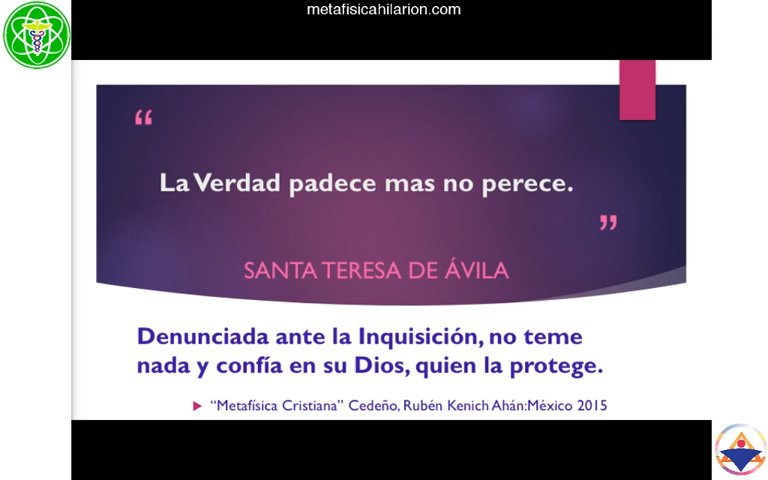 metafisicahilarion.com
“
La Verdad padece mas no perece.
”
SANTA TERESA DE ÁVILA
Denunciada ante la Inquisición, no teme
nada y confía en su Dios, quien la protege.
“Metafísica Cristiana” Cedeño, Rubén Kenich Ahán:México 2015